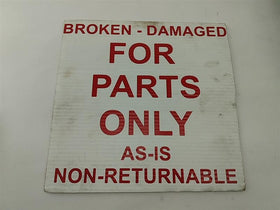 BROKEN - DAMAGED
FOR
PARTS
ONLY
AS-IS
NON-RETURNABLE